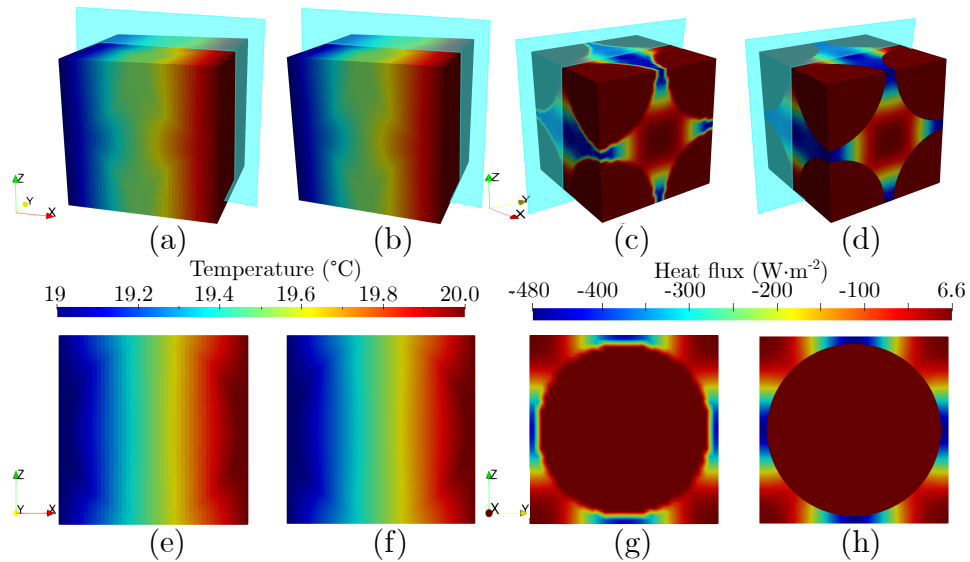 Z
Y
X
Z
Y
X
(a) (b) (c) (d)
Temperature (°C)
Heat flux (W·m-2)
19 19.2 19.4 19.6 19.8 20.0
-480 -400 -300 -200 -100 6.6
Z
Y X
Z
X Y
(e) (f) (g) (h)